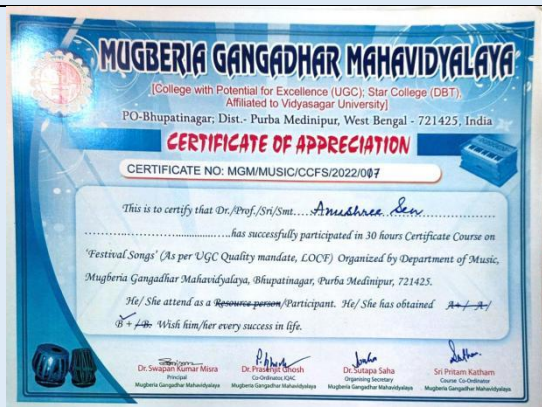 MUGBERIA GANGADHAR MAHAVIDYALAYA
[College with Potential for Excellence (UGC); Star College (DBT),
Affiliated to Vidyasagar University]
PO-Bhupatinagar; Dist.- Purba Medinipur, West Bengal - 721425, India
CERTIFICATE OF APPRECIATION
CERTIFICATE NO: MGM/MUSIC/CCFS/2022/007
This is to certify that Dr./Prof./Sri/Smt....Anushree Sen......
.....................................has successfully participated in 30 hours Certificate Course on
'Festival Songs' (As per UGC Quality mandate, LOCF) Organized by Department of Music,
Mugberia Gangadhar Mahavidyalaya, Bhupatinagar, Purba Medinipur, 721425.
He/ She attend as a Resource person/Participant. He/ She has obtained A+ / A /
B + / B. Wish him/her every success in life.
Dr. Swapan Kumar Misra Dr. Prasenjit Ghosh Dr. Sutapa Saha Sri Pritam Katham
Principal Co-Ordinator, IQAC Organising Secretary Course Co-Ordinator
Mugberia Gangadhar Mahavidyalaya Mugberia Gangadhar Mahavidyalaya Mugberia Gangadhar Mahavidyalaya Mugberia Gangadhar Mahavidyalaya